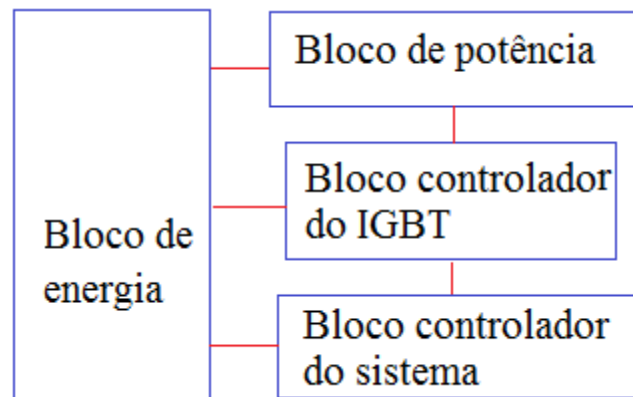 Bloco de potência
Bloco controlador
do IGBT
Bloco de
energia
Bloco controlador
do sistema